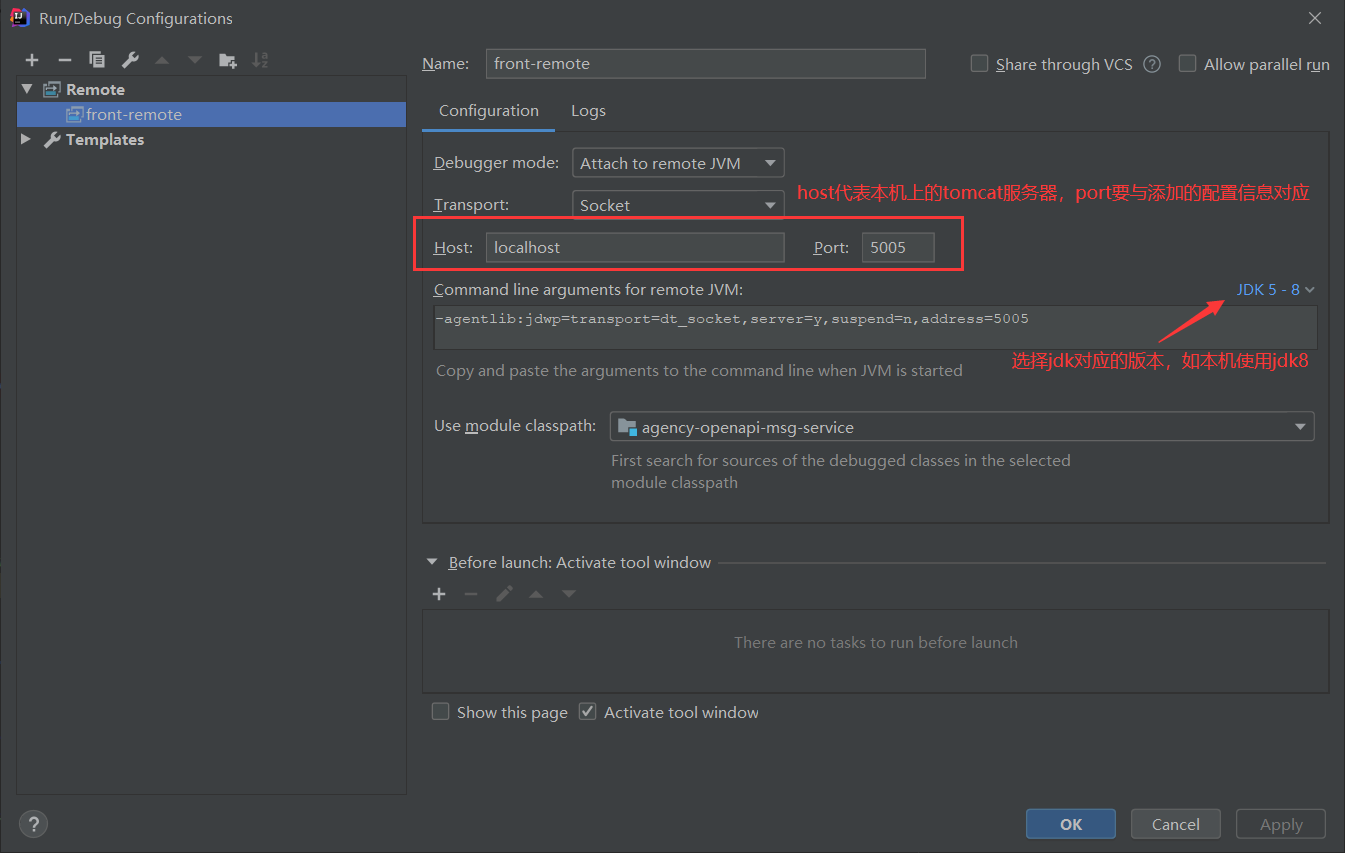 Run/Debug Configurations
Name: front-remote
Share through VCS ?
Allow parallel run
Remote
front-remote
Templates
Configuration Logs
Debugger mode: Attach to remote JVM
Transport: Socket
host代表本机上的tomcat服务器，port要与添加的配置信息对应
Host: localhost Port: 5005
Command line arguments for remote JVM: JDK 5 - 8
-agentlib:jdwp=transport=dt_socket,server=y,suspend=n,address=5005
Copy and paste the arguments to the command line when JVM is started
选择jdk对应的版本，如本机使用jdk8
Use module classpath: agency-openapi-msg-service
First search for sources of the debugged classes in the selected
module classpath
Before launch: Activate tool window
There are no tasks to run before launch
Show this page Activate tool window
? OK Cancel Apply